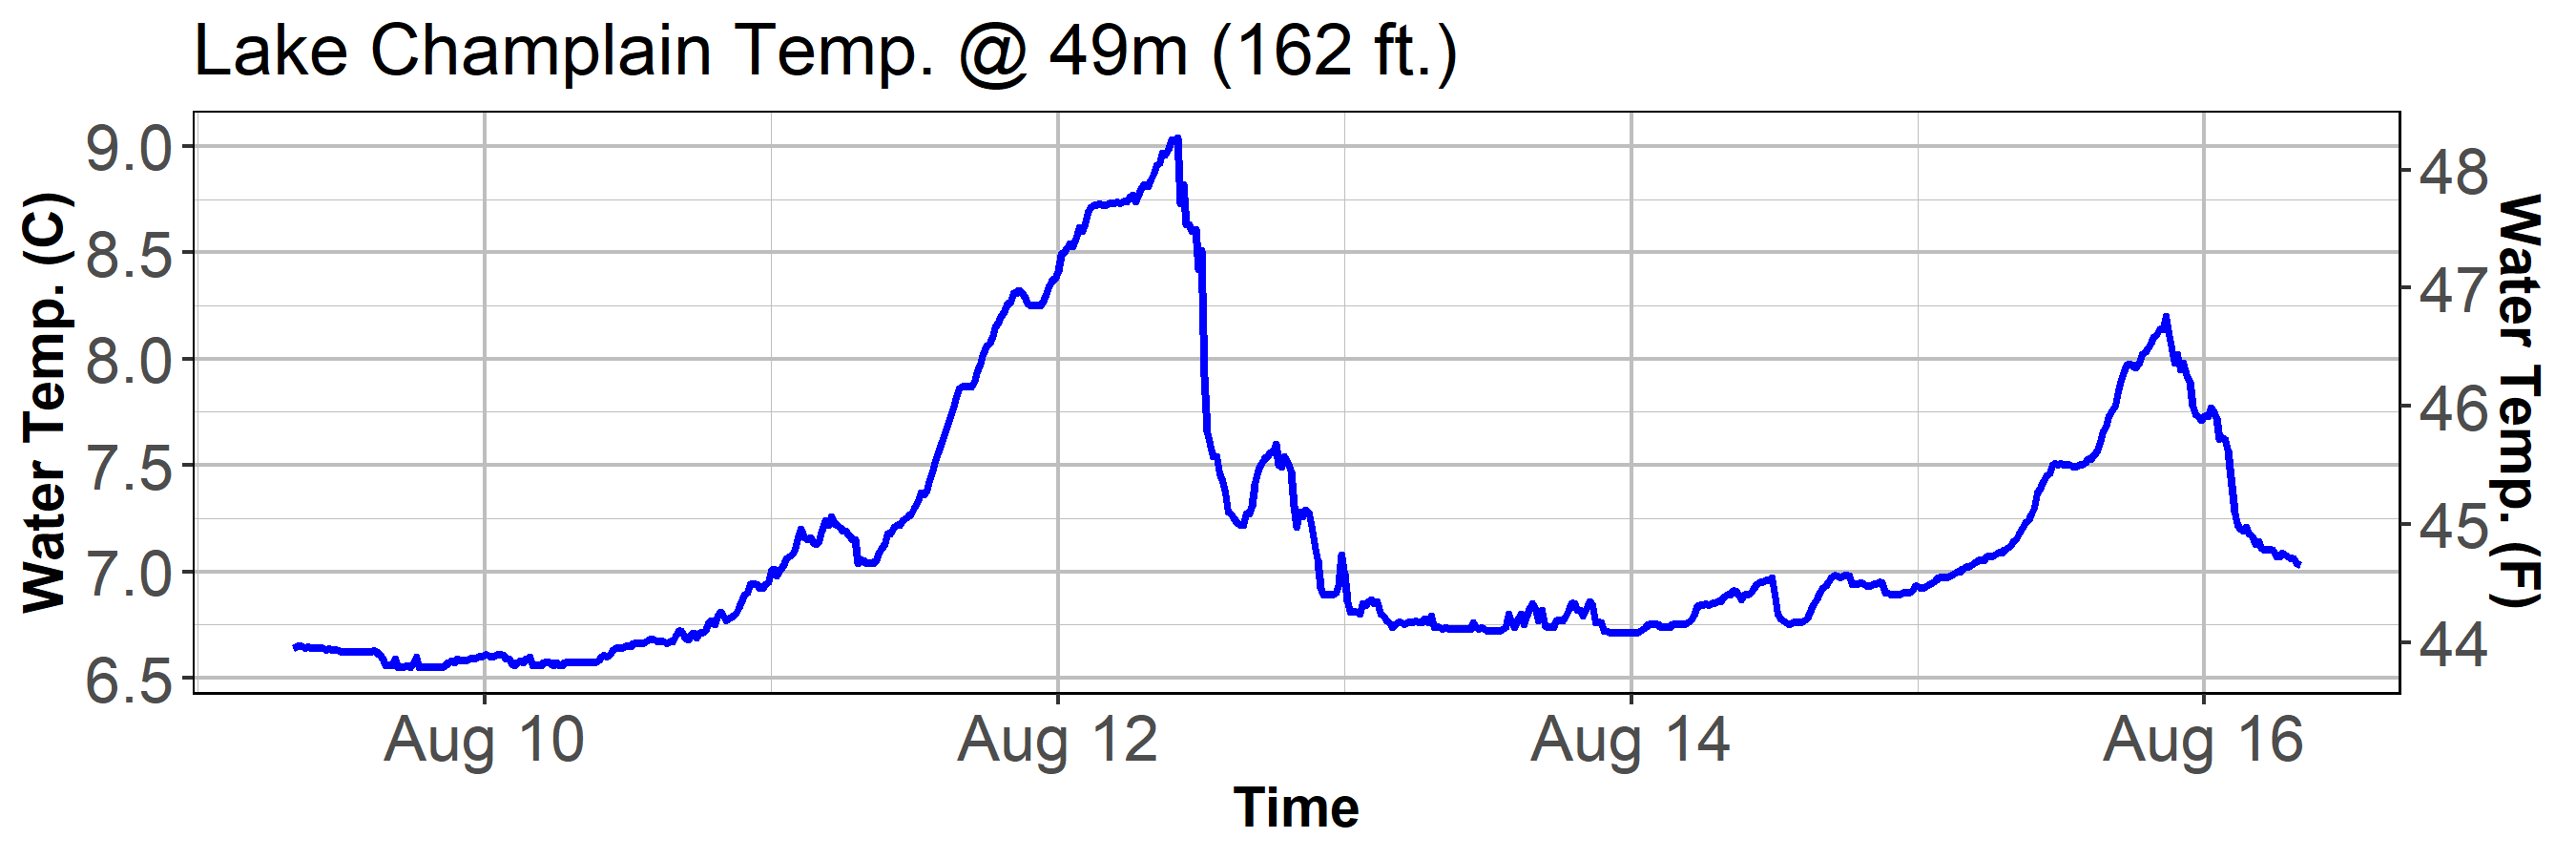 Lake Champlain Temp. @ 49m (162 ft.)
Water Temp. (C)
9.0
8.5
8.0
7.5
7.0
6.5
48
47
46
45
44
Water Temp. (F)
Aug 10
Aug 12
Aug 14
Aug 16
Time